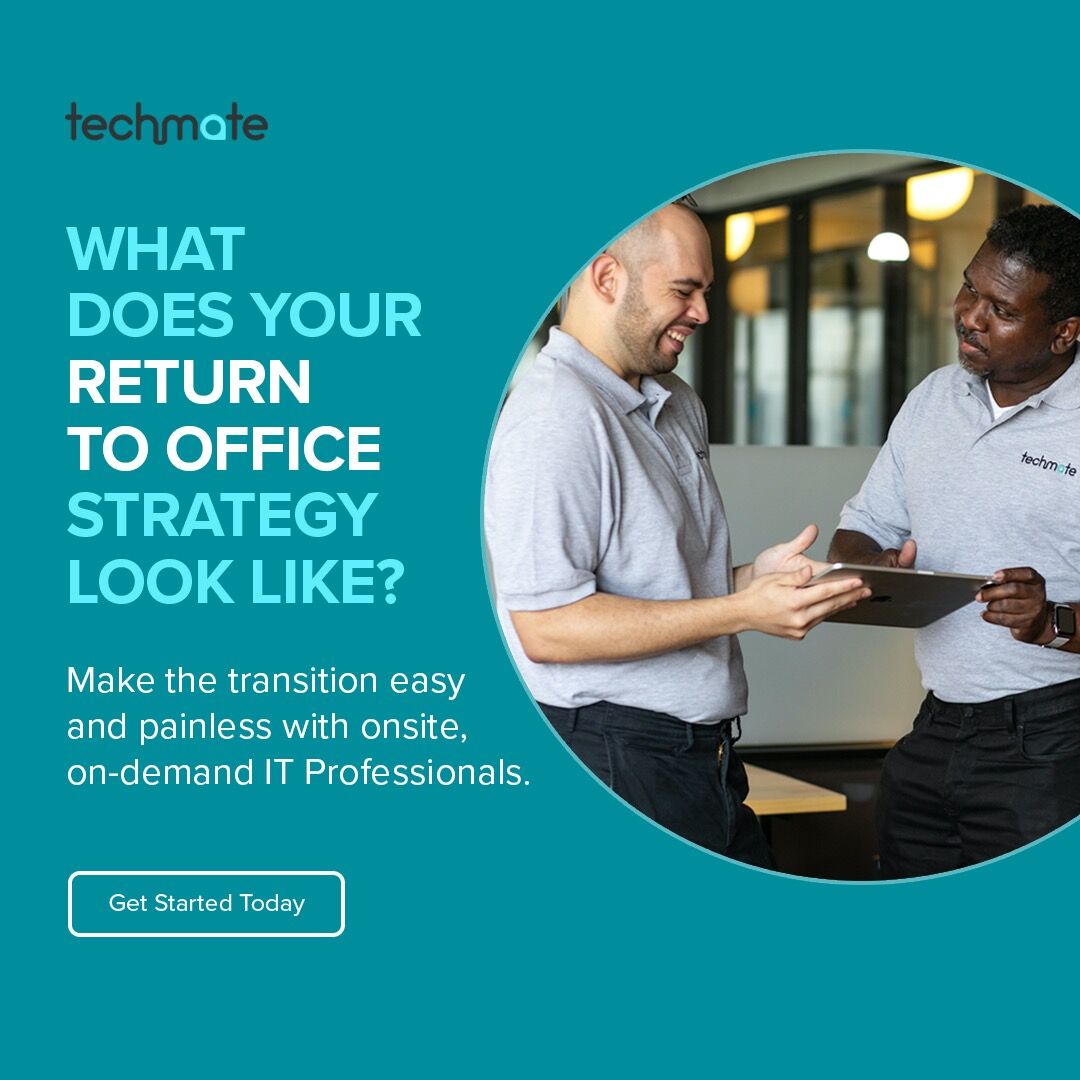 techmate
WHAT
DOES YOUR
RETURN
TO OFFICE
STRATEGY
LOOK LIKE?
Make the transition easy
and painless with onsite,
on-demand IT Professionals.
Get Started Today
techmate